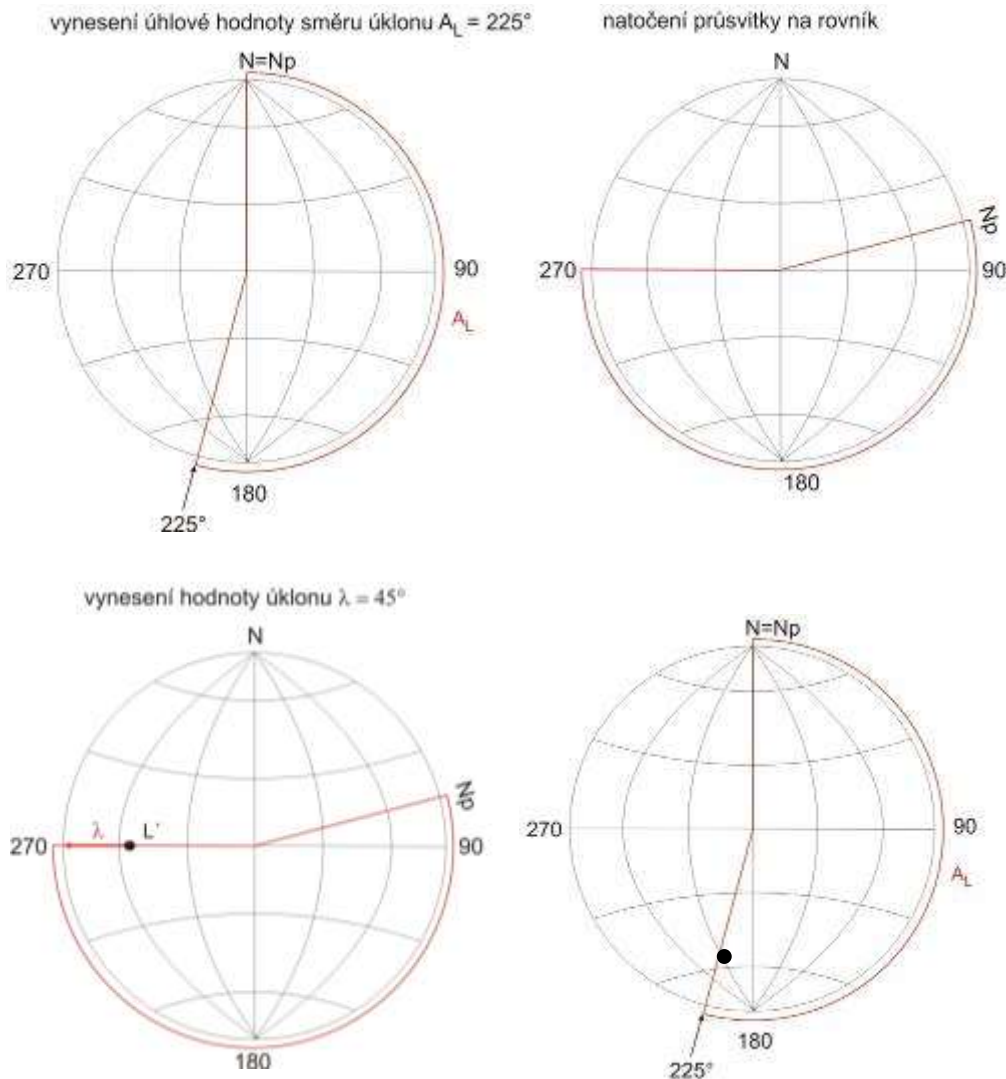 vynesení úhlové hodnoty směru úklonu A_L = 225°
natočení průsvitky na rovník
N=Np
N
Np
270
90
270
90
A_L
180
180
225°
vynesení hodnoty úklonu λ = 45°
N=Np
N
Np
λ
L'
270
90
270
90
A_L
180
180
225°